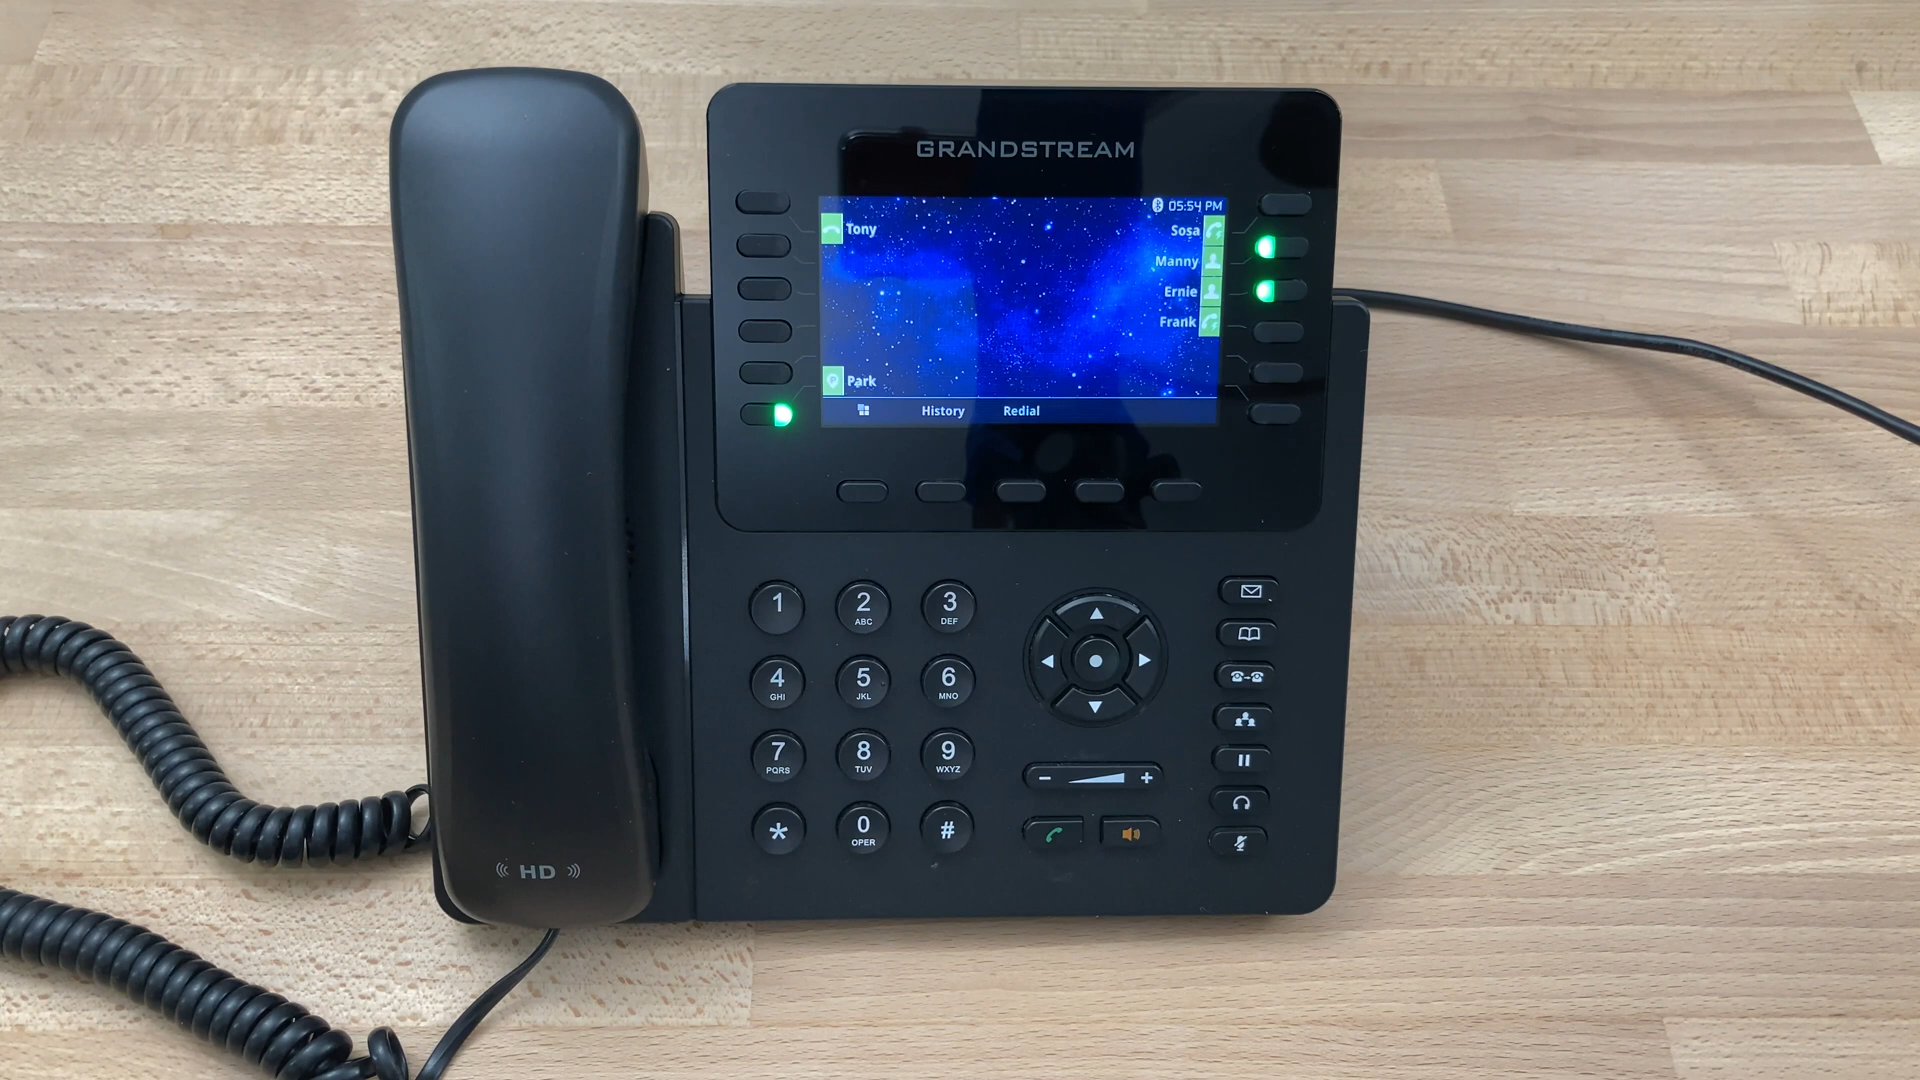 GRANDSTREAM
05:54 PM
Tony
Sosa
Manny
Ernie
Frank
Park
History Redial
1
2 ABC
3 DEF
4 GHI
5 JKL
6 MNO
7 PQRS
8 TUV
9 WXYZ
*
0 OPER
#
- +
HD